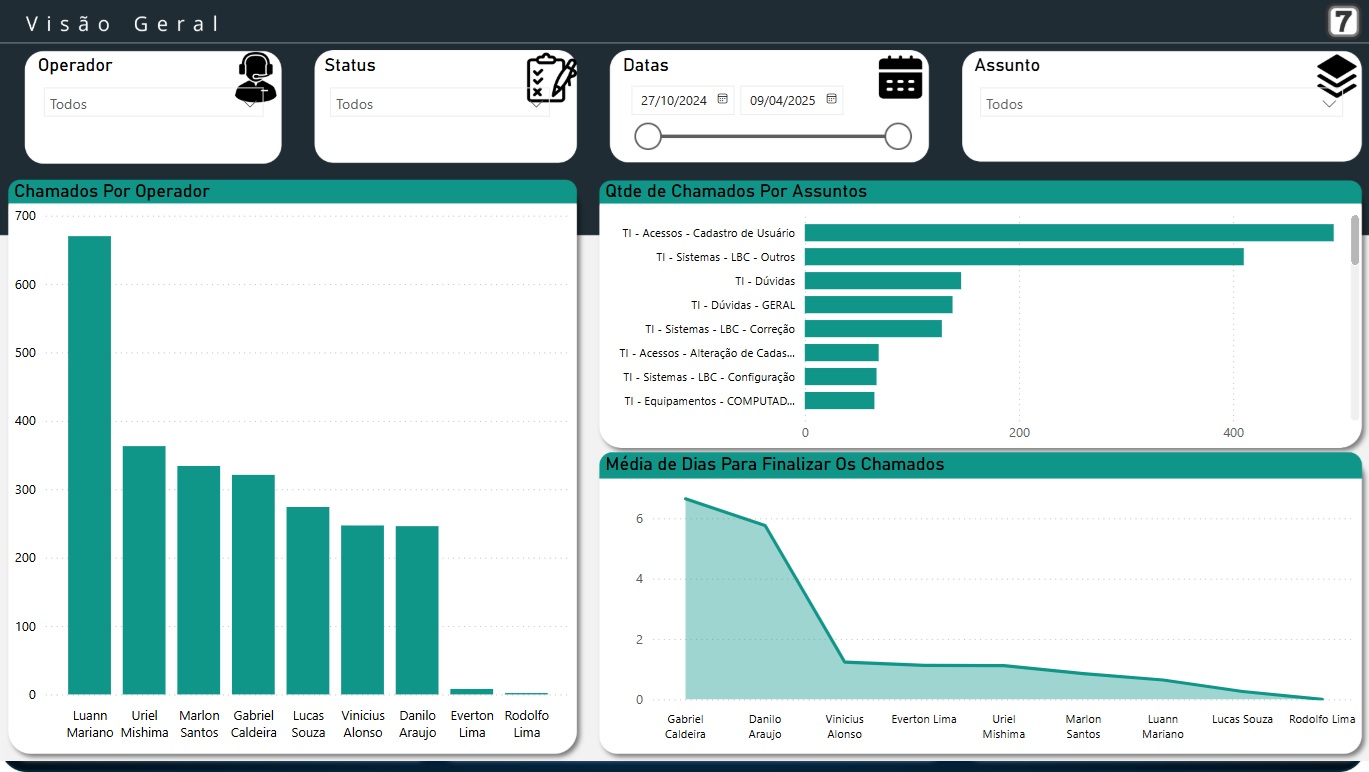 Visão Geral
7
Operador
Todos
Status
Todos
Datas
27/10/2024
09/04/2025
Assunto
Todos
Chamados Por Operador
700
600
500
400
300
200
100
0
Luann Mariano
Uriel Mishima
Marlon Santos
Gabriel Caldeira
Lucas Souza
Vinicius Alonso
Danilo Araujo
Everton Lima
Rodolfo Lima
Qtde de Chamados Por Assuntos
TI - Acessos - Cadastro de Usuário
TI - Sistemas - LBC - Outros
TI - Dúvidas
TI - Dúvidas - GERAL
TI - Sistemas - LBC - Correção
TI - Acessos - Alteração de Cadas...
TI - Sistemas - LBC - Configuração
TI - Equipamentos - COMPUTAD...
0 200 400
Média de Dias Para Finalizar Os Chamados
6
4
2
0
Gabriel Caldeira
Danilo Araujo
Vinicius Alonso
Everton Lima
Uriel Mishima
Marlon Santos
Luann Mariano
Lucas Souza
Rodolfo Lima